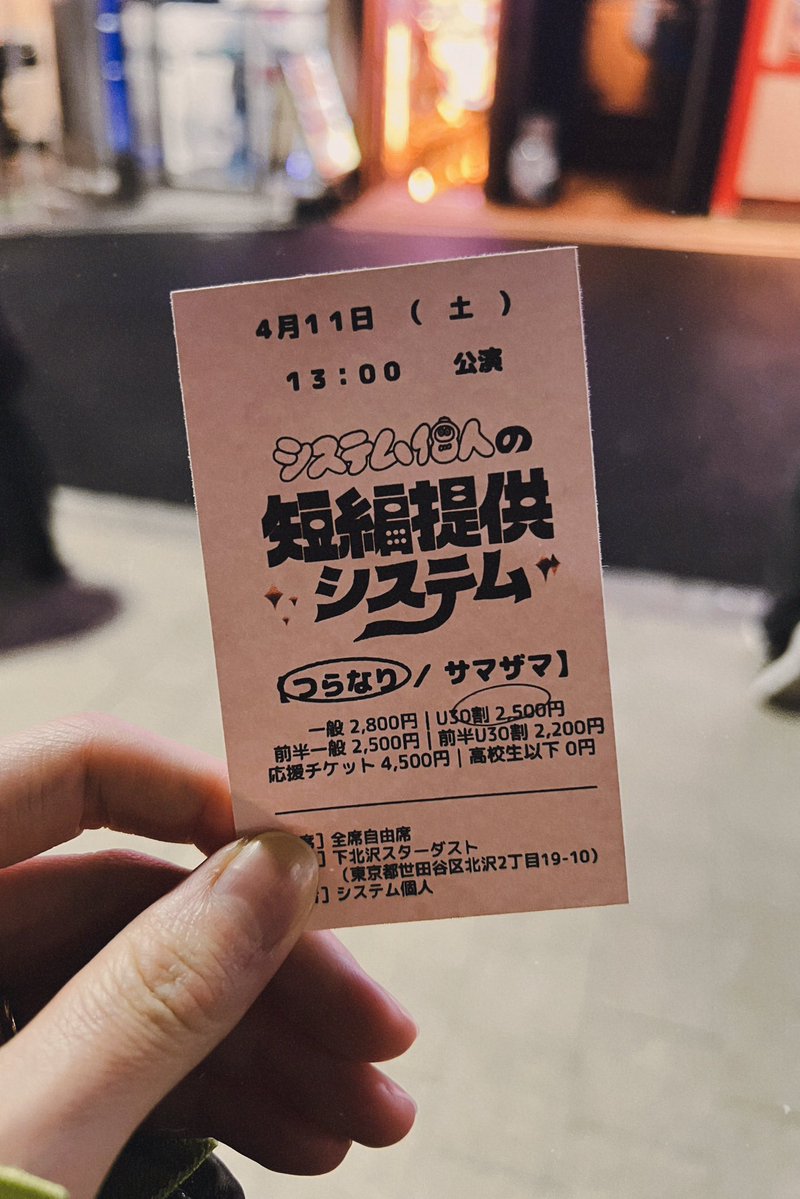 4月11日 （ 土 ）
13:00 公演
システム個人の
短編提供
システム
【つらなり / サマザマ】
一般 2,800円 | U30割 2,500円
前半一般 2,500円 | 前半U30割 2,200円
応援チケット 4,500円 | 高校生以下 0円
席］全席自由席
］下北沢スターダスト
（東京都世田谷区北沢2丁目19-10）
］システム個人